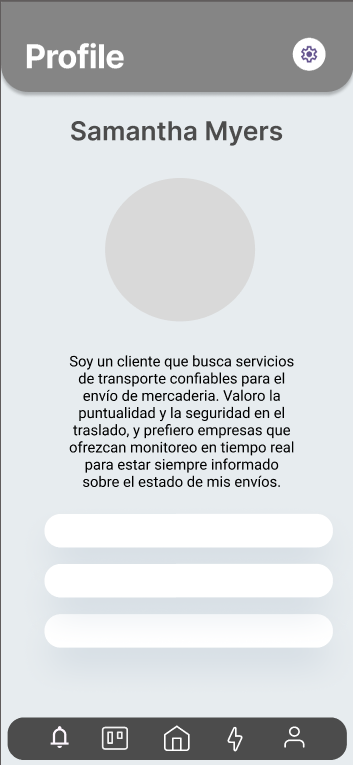 Profile
Samantha Myers
Soy un cliente que busca servicios
de transporte confiables para el
envío de mercaderia. Valoro la
puntualidad y la seguridad en el
traslado, y prefiero empresas que
ofrezcan monitoreo en tiempo real
para estar siempre informado
sobre el estado de mis envíos.